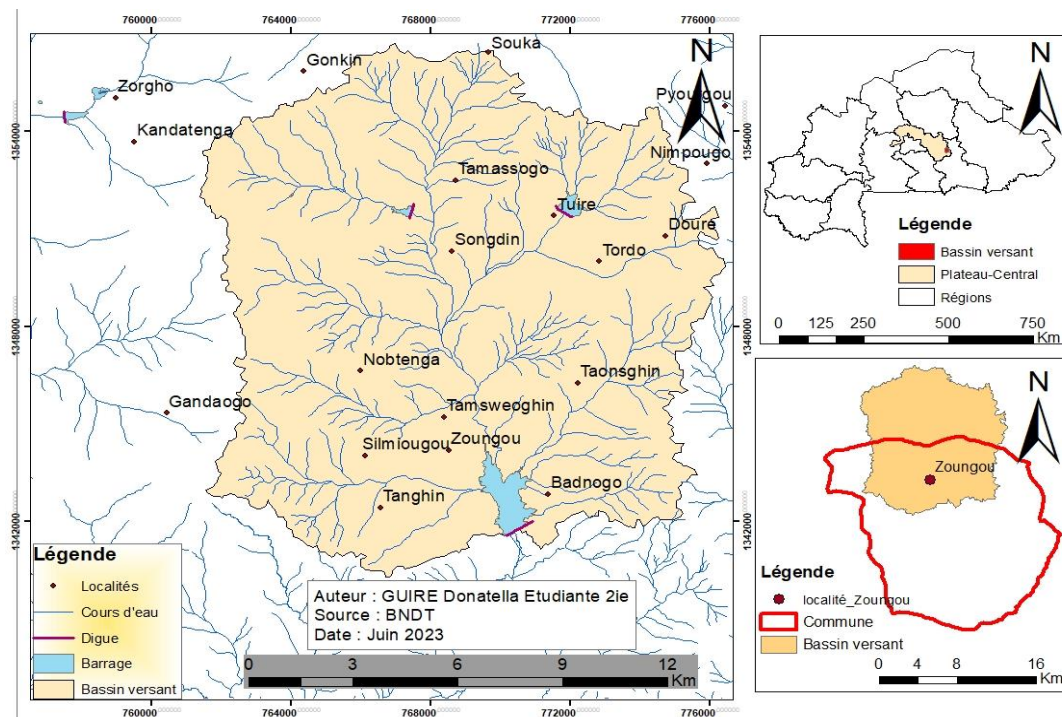 760000 764000 768000 772000 776000
Souka
Gonkin
N
Zorgho
Pyougou
Kandatenga
1354000
1354000
Nimpougo
Tamassogo
Tuire
Doure
Songdin
Tordo
1348000
1348000
Nobtenga
Taonsghin
Gandaogo
Tamsweoghin
Silmiougou
Zoungou
Tanghin
Badnogo
1342000
1342000
Légende
Localités
Cours d'eau
Digue
Barrage
Bassin versant
Auteur : GUIRE Donatella Etudiante 2ie
Source : BNDT
Date : Juin 2023
0 3 6 9 12
Km
760000 764000 768000 772000 776000
N
Légende
Bassin versant
Plateau-Central
Régions
0 125 250 500 750
Km
N
Zoungou
Légende
localité_Zoungou
Commune
Bassin versant
0 4 8 16
Km